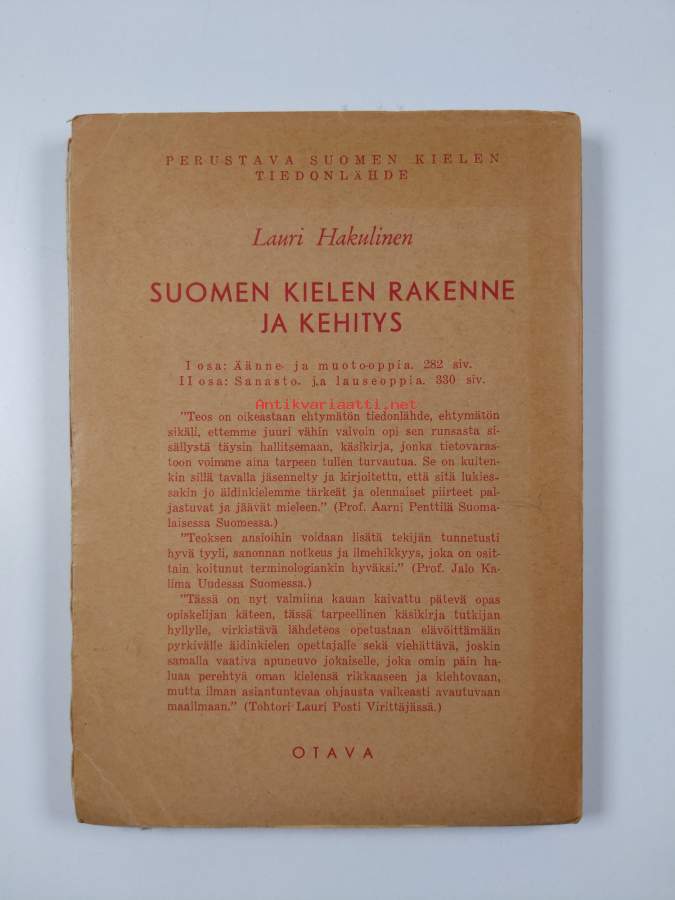 PERUSTAVA SUOMEN KIELEN
TIEDONLÄHDE
Lauri Hakulinen
SUOMEN KIELEN RAKENNE
JA KEHITYS
I osa: Äänne- ja muoto-oppia. 282 siv.
II osa: Sanasto- ja lauseoppia. 330 siv.
Antikvariaatti.net
"Teos on oikeastaan ehtymätön tiedonlähde, ehtymätön
sikäli, ettemme juuri vähin vaivoin opi sen runsasta si-
sällystä täysin hallitsemaan, käsikirja, jonka tietovaras-
toon voimme aina tarpeen tullen turvautua. Se on kuiten-
kin sillä tavalla jäsennelty ja kirjoitettu, että sitä lukies-
sakin jo äidinkielemme tärkeät ja olennaiset piirteet pal-
jastuvat ja jäävät mieleen." (Prof. Aarni Penttilä Suoma-
laisessa Suomessa.)
"Teoksen ansioihin voidaan lisätä tekijän tunnetusti
hyvä tyyli, sanonnan notkeus ja ilmehikkyys, joka on osit-
tain koitunut terminologiankin hyväksi." (Prof. Jalo Ka-
lima Uudessa Suomessa.)
"Tässä on nyt valmiina kauan kaivattu pätevä opas
opiskelijan käteen, tässä tarpeellinen käsikirja tutkijan
hyllylle, virkistävä lähdeteos opetustaan elävöittämään
pyrkivälle äidinkielen opettajalle sekä viehättävä, joskin
samalla vaativa apuneuvo jokaiselle, joka omin päin ha-
luaa perehtyä oman kielensä rikkaaseen ja kiehtovaan,
mutta ilman asiantuntevaa ohjausta vaikeasti avautuvaan
maailmaan." (Tohtori Lauri Posti Virittäjässä.)
OTAVA